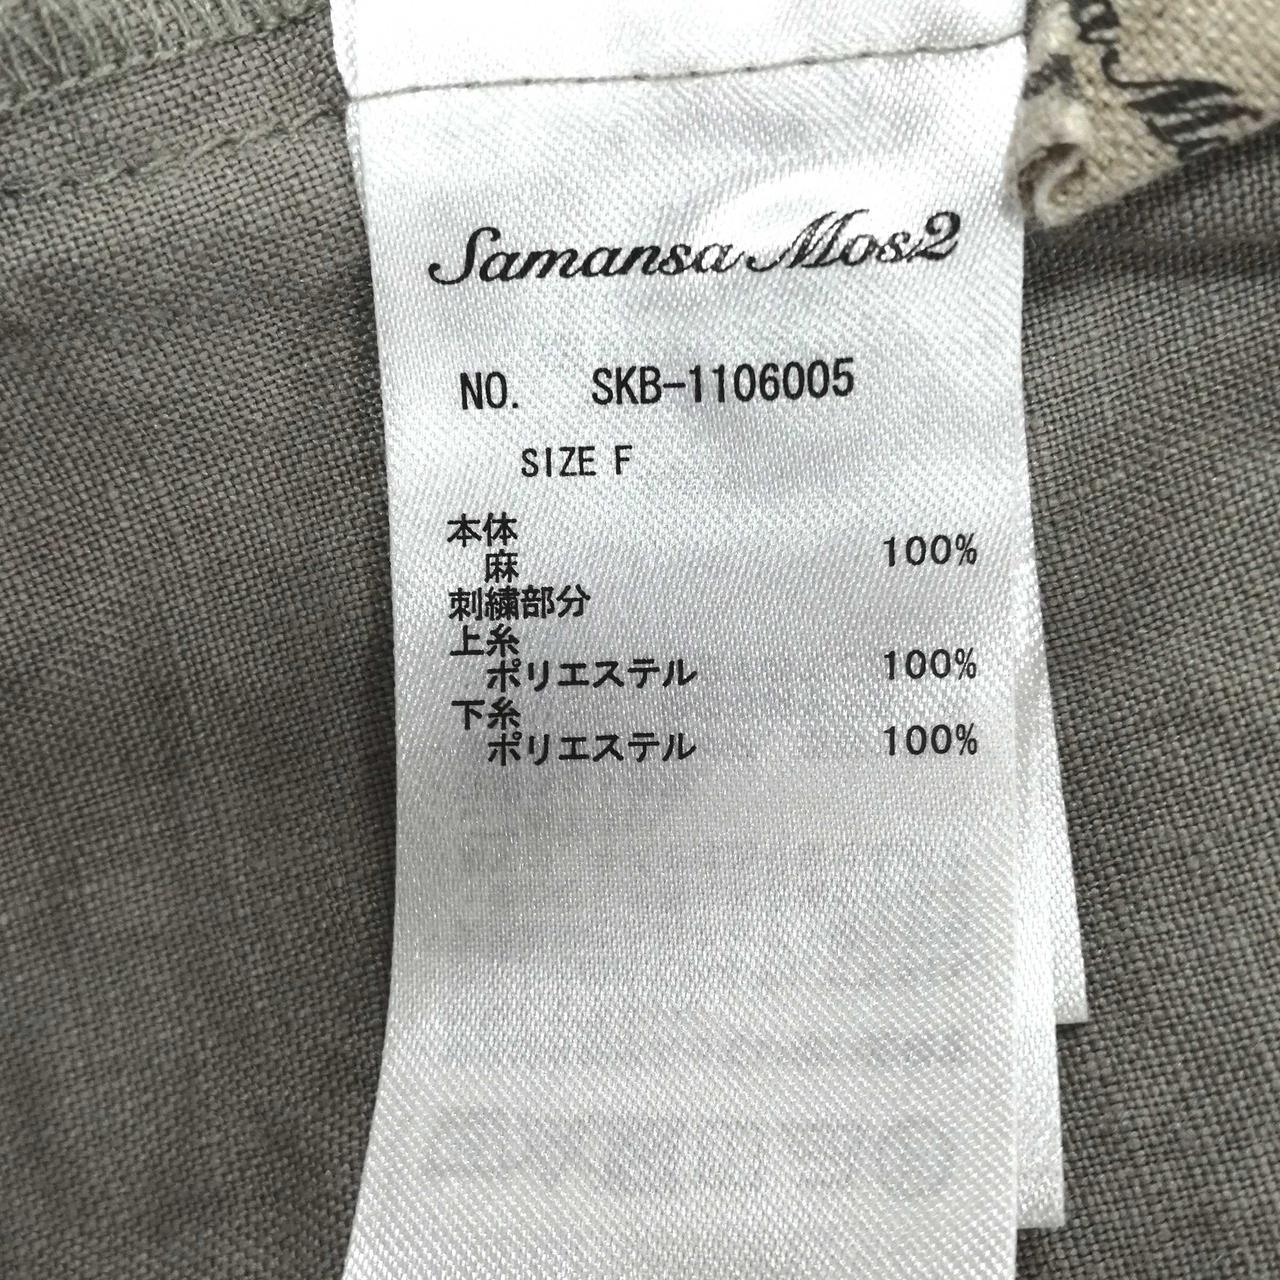 Samansa Mos2
NO. SKB-1106005
SIZE F
本体
麻 100%
刺繍部分
上糸
ポリエステル 100%
下糸
ポリエステル 100%